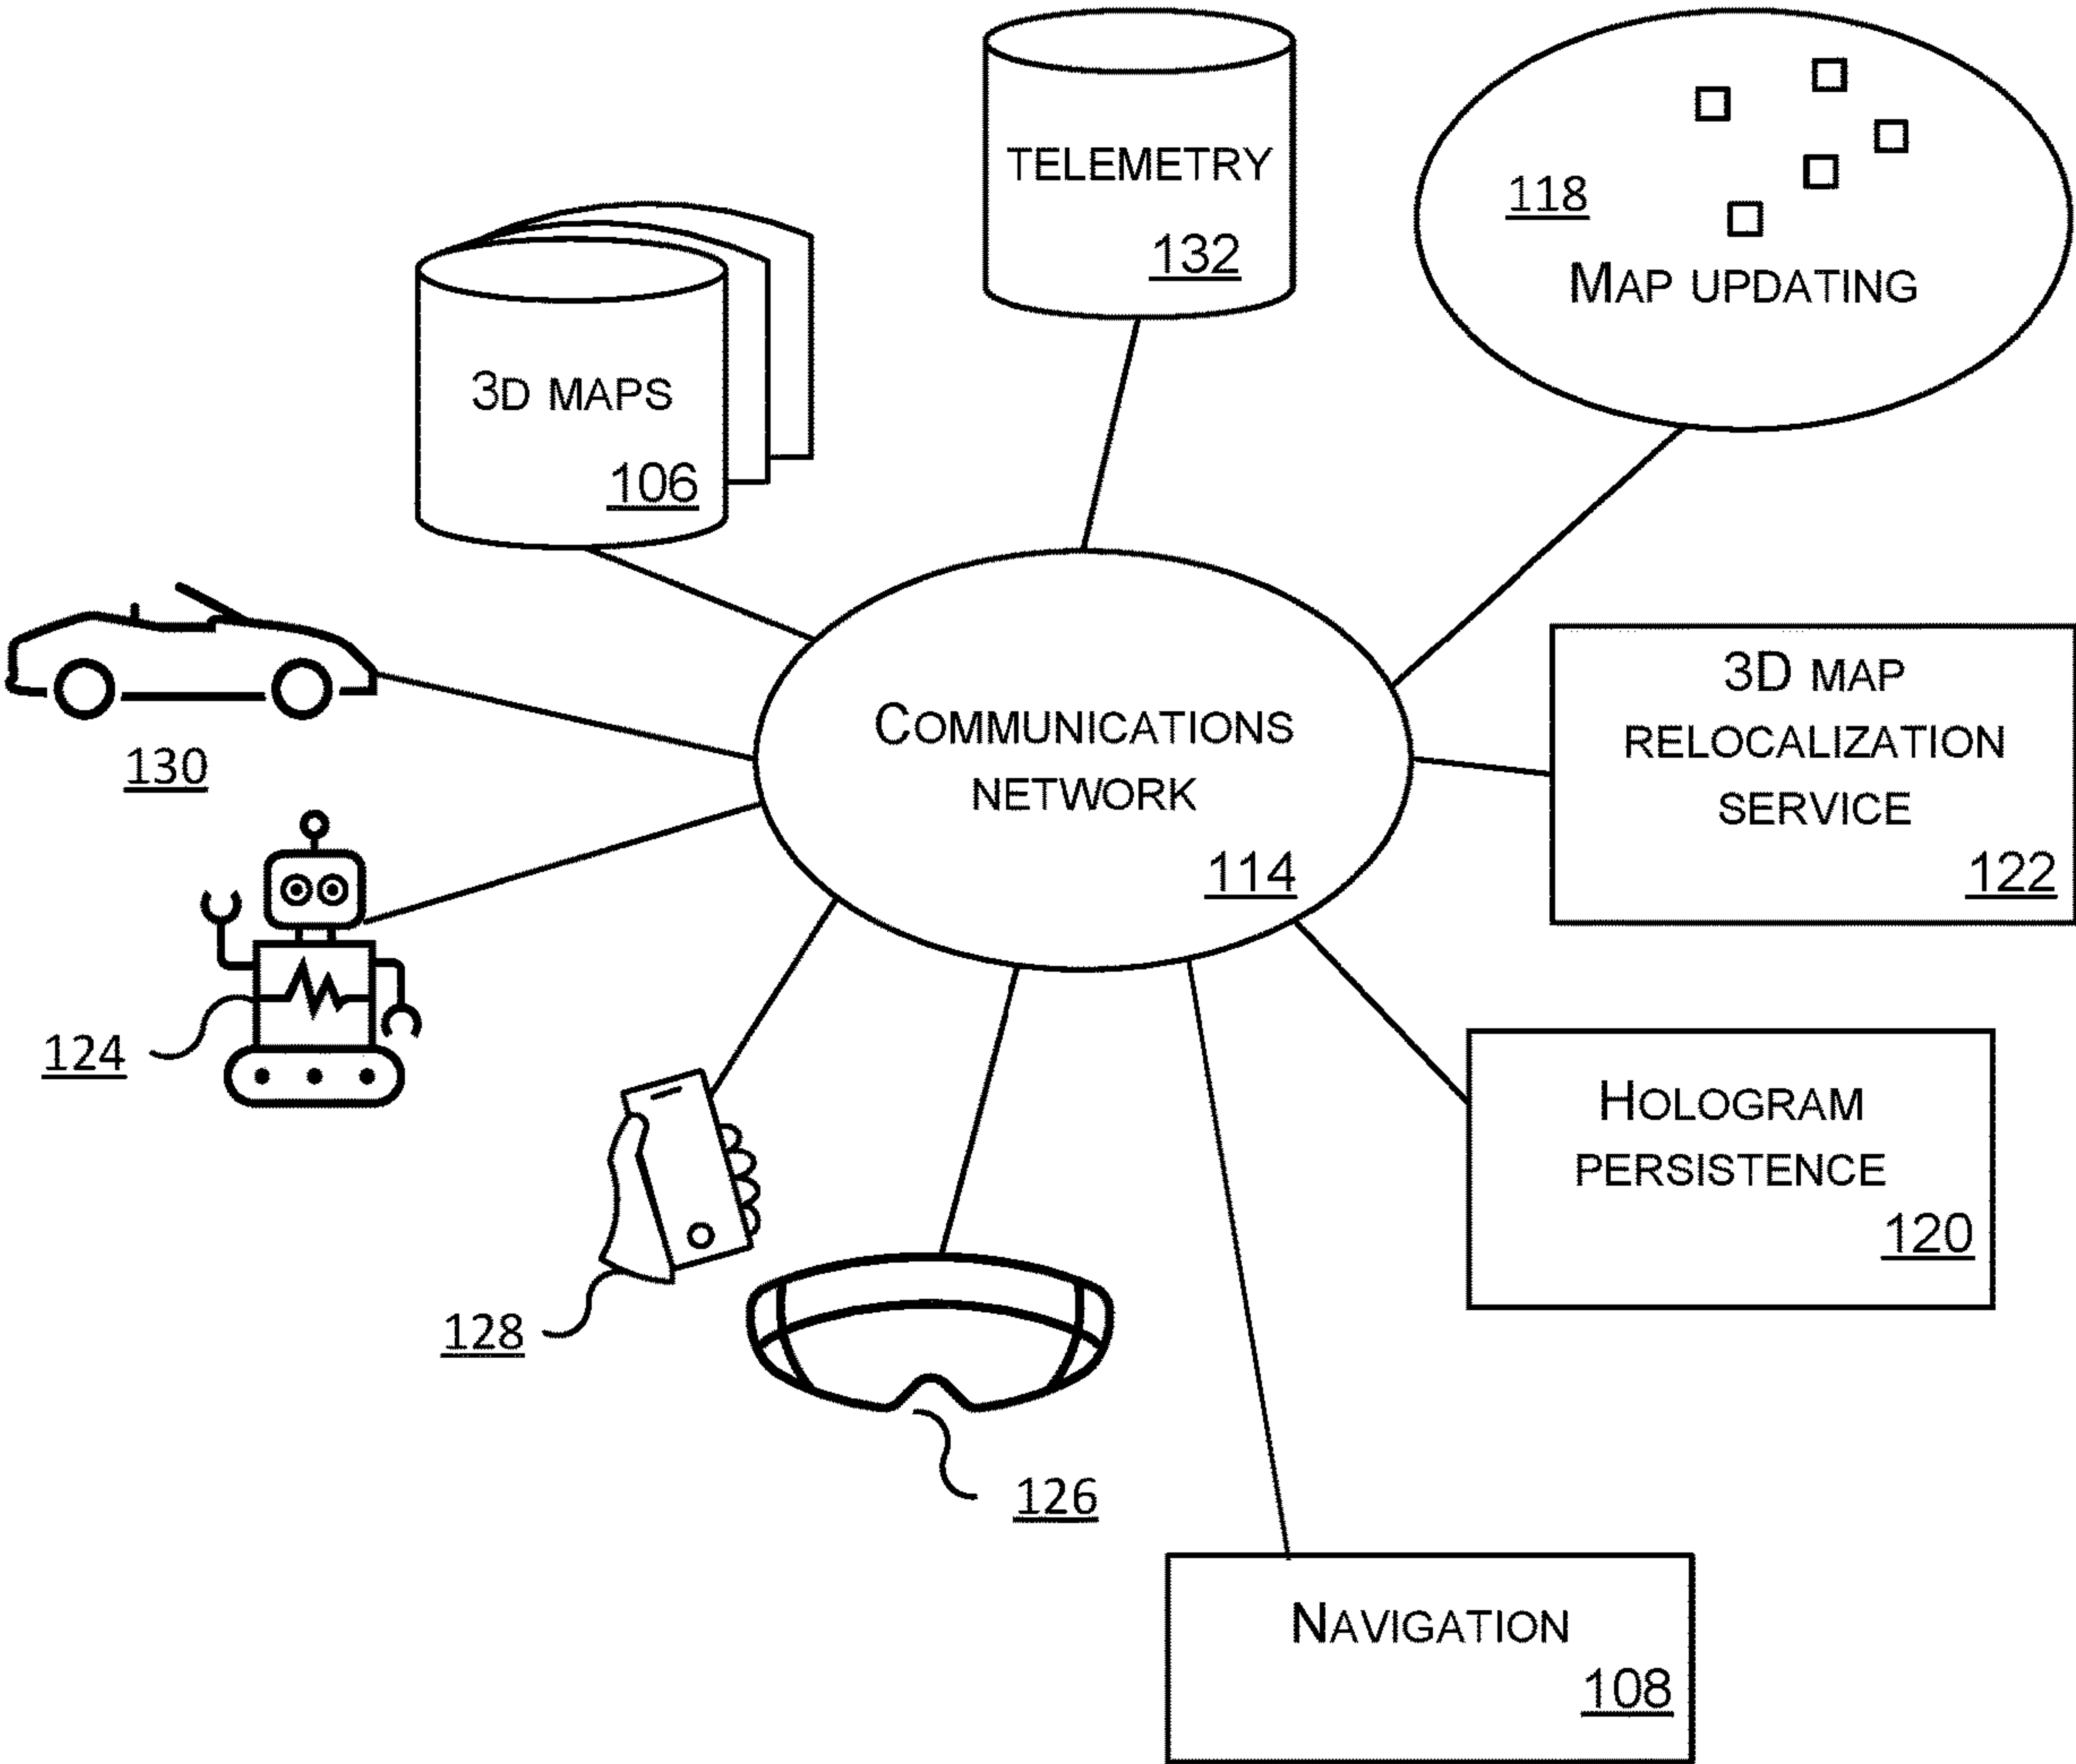 TELEMETRY
132
118
MAP UPDATING
3D MAPS
106
3D MAP
RELOCALIZATION
SERVICE
122
COMMUNICATIONS
NETWORK
114
130
124
HOLOGRAM
PERSISTENCE
120
128
126
NAVIGATION
108